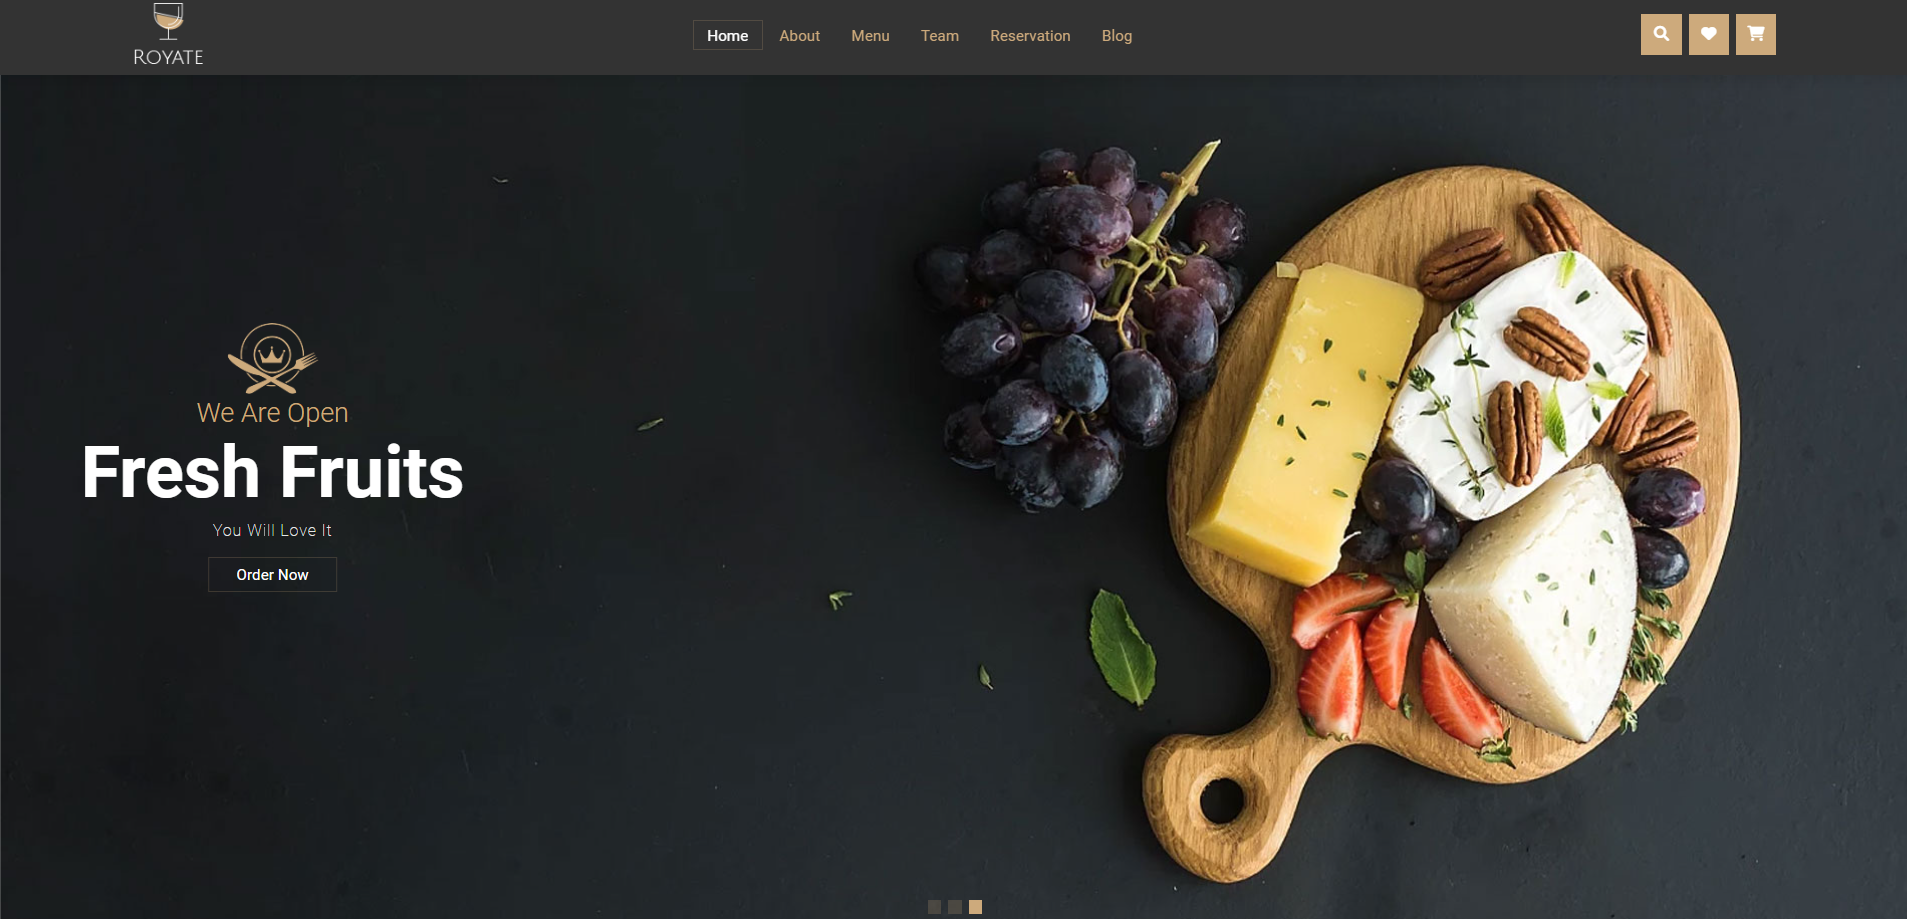 ROYATE
Home About Menu Team Reservation Blog
We Are Open
Fresh Fruits
You Will Love It
Order Now